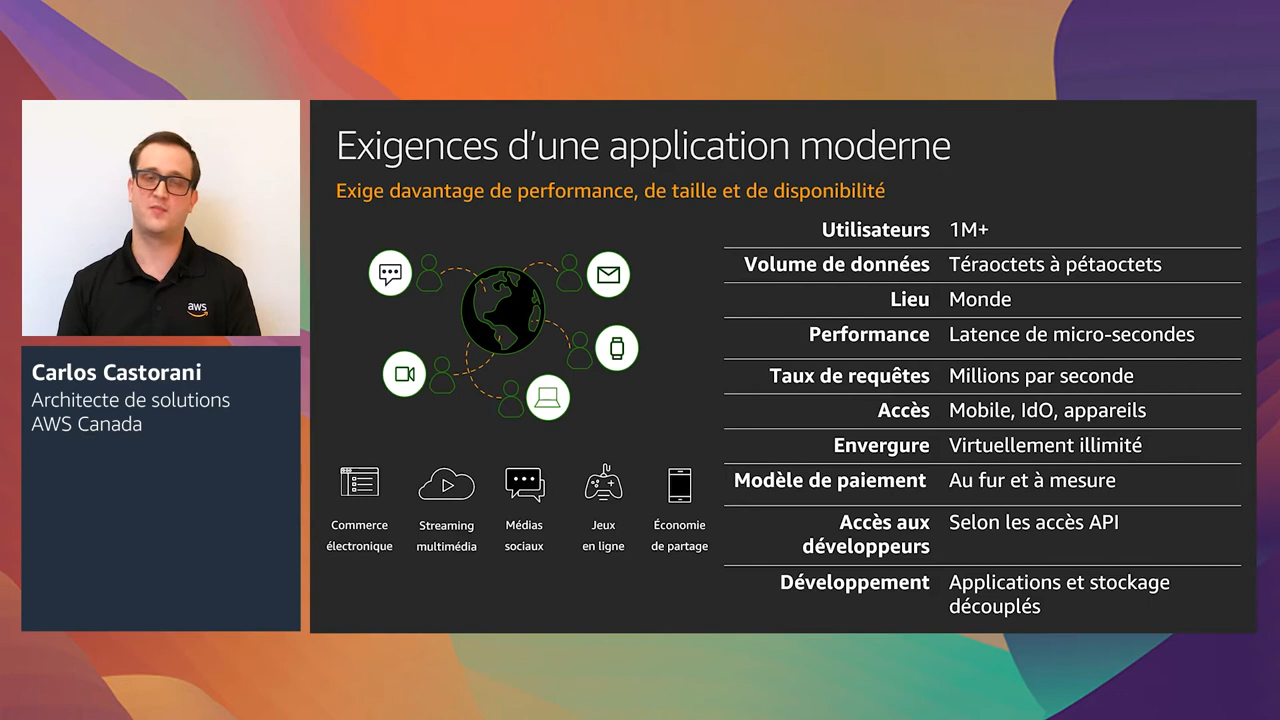 aws
Carlos Castorani
Architecte de solutions
AWS Canada
Exigences d’une application moderne
Exige davantage de performance, de taille et de disponibilité
Commerce
électronique
Streaming
multimédia
Médias
sociaux
Jeux
en ligne
Économie
de partage
Utilisateurs 1M+
Volume de données Téraoctets à pétaoctets
Lieu Monde
Performance Latence de micro-secondes
Taux de requêtes Millions par seconde
Accès Mobile, IdO, appareils
Envergure Virtuellement illimité
Modèle de paiement Au fur et à mesure
Accès aux Selon les accès API
développeurs
Développement Applications et stockage
découplés